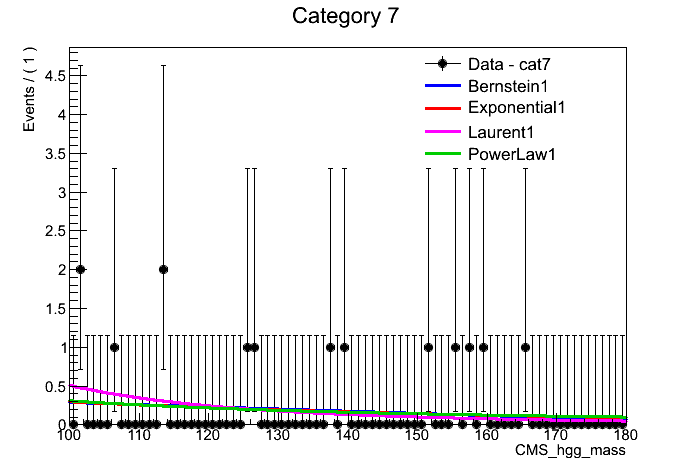 Category 7
Events / ( 1 )
4.5
4
3.5
3
2.5
2
1.5
1
0.5
0
Data - cat7
Bernstein1
Exponential1
Laurent1
PowerLaw1
100 110 120 130 140 150 160 170 180
CMS_hgg_mass